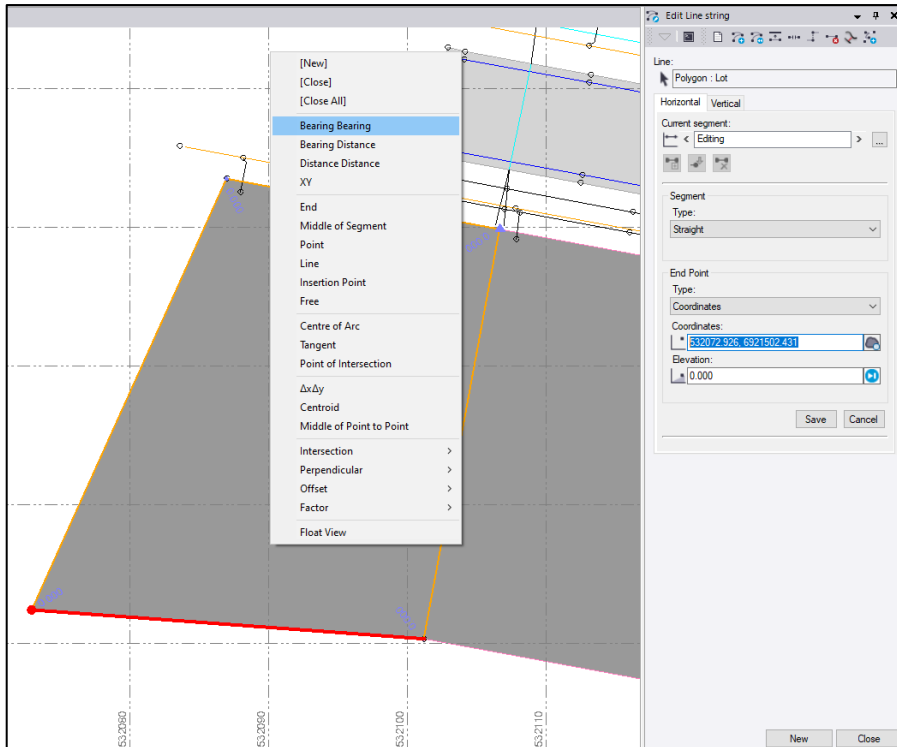 Edit Line string
Line:
Polygon : Lot
Horizontal
Vertical
Current segment:
<
Editing
>
...
Segment
Type:
Straight
End Point
Type:
Coordinates
Coordinates:
532072.926, 6921502.431
Elevation:
0.000
Save
Cancel
New
Close
[New]
[Close]
[Close All]
Bearing Bearing
Bearing Distance
Distance Distance
XY
End
Middle of Segment
Point
Line
Insertion Point
Free
Centre of Arc
Tangent
Point of Intersection
ΔxΔy
Centroid
Middle of Point to Point
Intersection >
Perpendicular >
Offset >
Factor >
Float View
532090
532100
532110